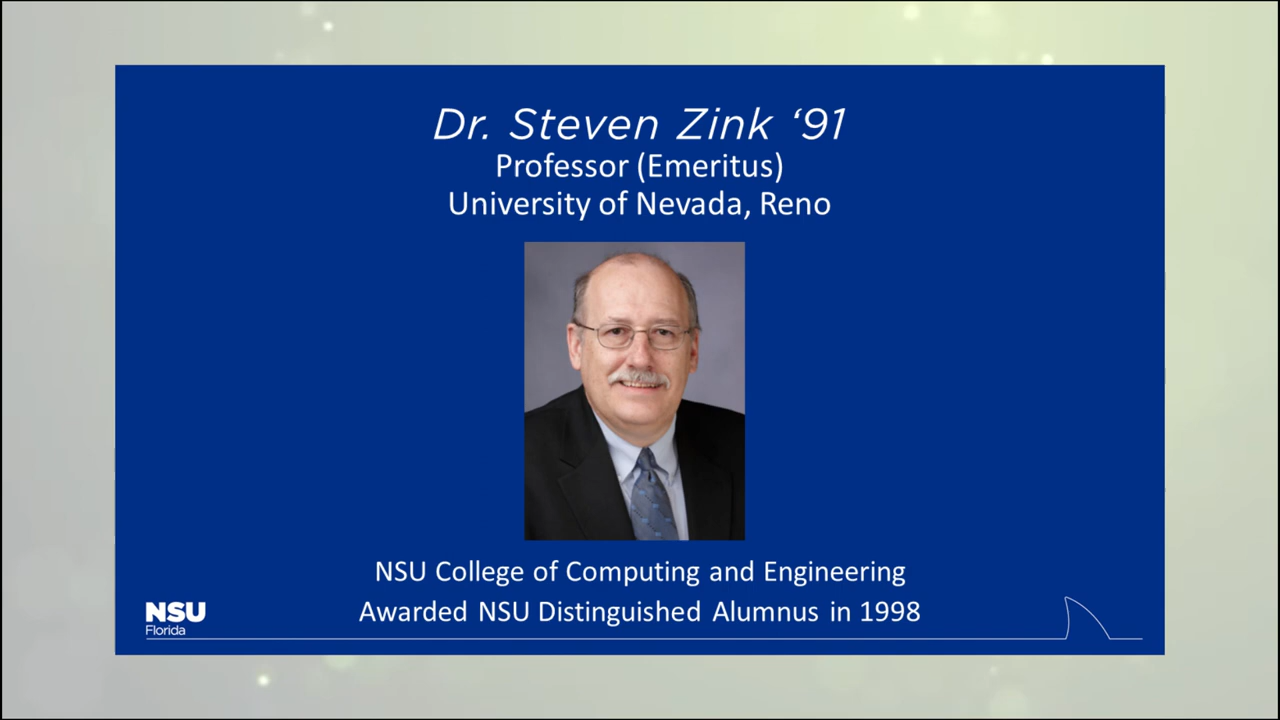 Dr. Steven Zink ‘91
Professor (Emeritus)
University of Nevada, Reno
NSU College of Computing and Engineering
Awarded NSU Distinguished Alumnus in 1998
NSU
Florida